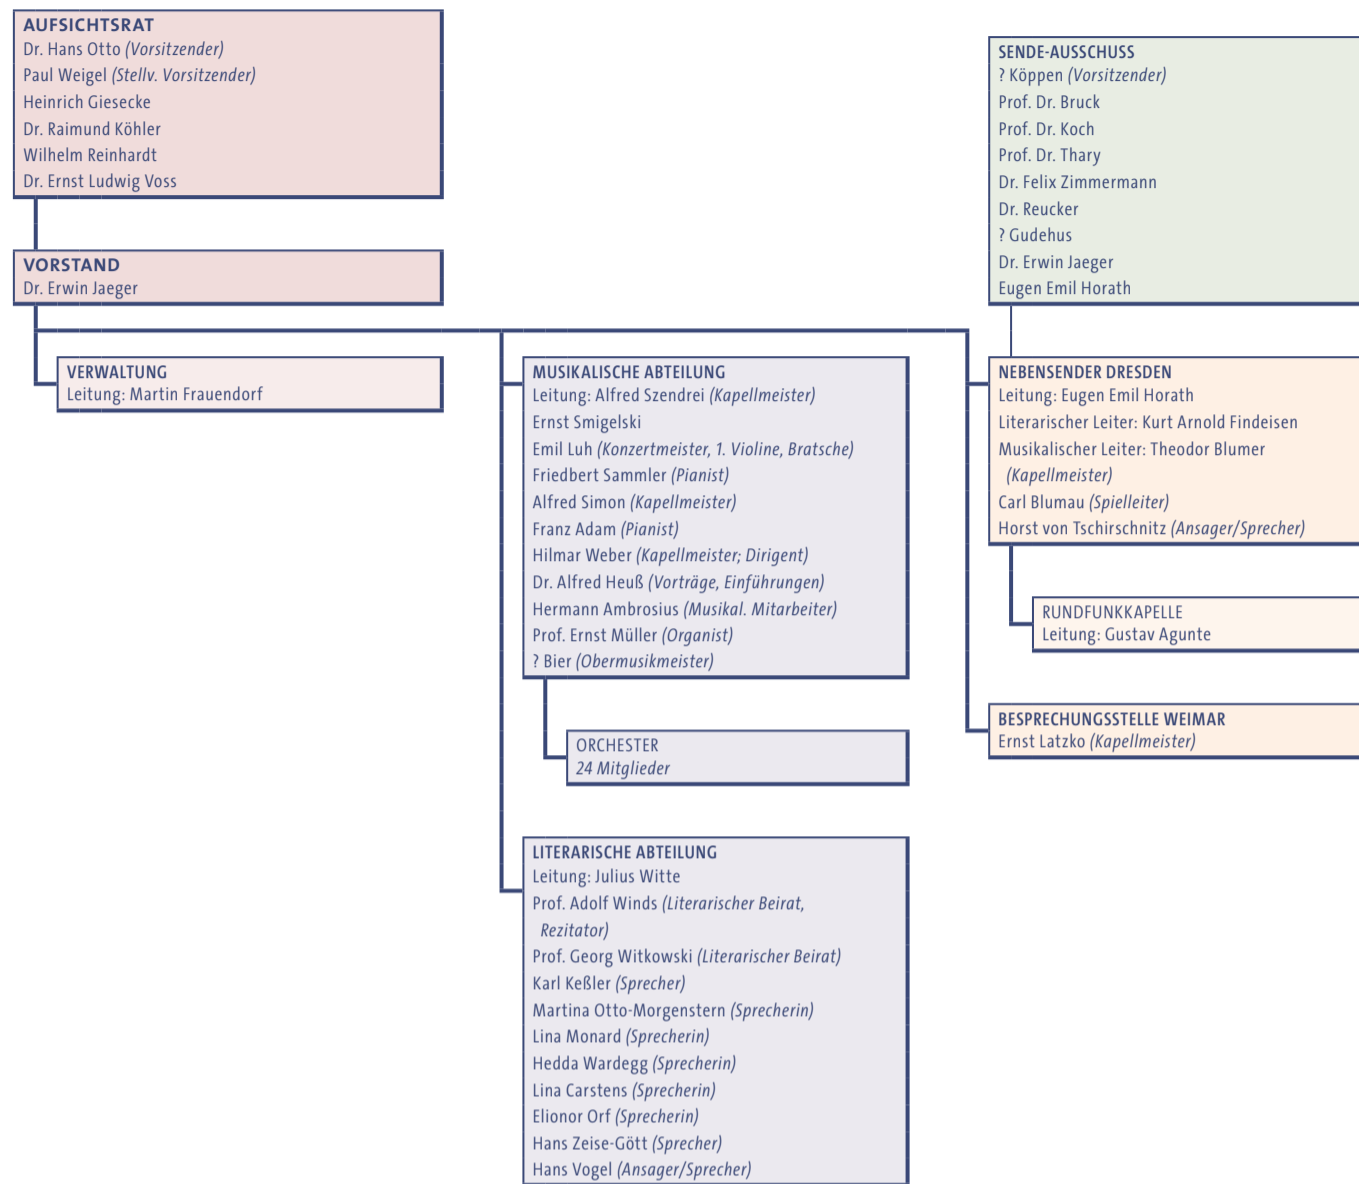 AUFSICHTSRAT
Dr. Hans Otto (Vorsitzender)
Paul Weigel (Stellv. Vorsitzender)
Heinrich Giesecke
Dr. Raimund Köhler
Wilhelm Reinhardt
Dr. Ernst Ludwig Voss
VORSTAND
Dr. Erwin Jaeger
VERWALTUNG
Leitung: Martin Frauendorf
MUSIKALISCHE ABTEILUNG
Leitung: Alfred Szendrei (Kapellmeister)
Ernst Smigelski
Emil Luh (Konzertmeister, 1. Violine, Bratsche)
Friedbert Sammler (Pianist)
Alfred Simon (Kapellmeister)
Franz Adam (Pianist)
Hilmar Weber (Kapellmeister; Dirigent)
Dr. Alfred Heuß (Vorträge, Einführungen)
Hermann Ambrosius (Musikal. Mitarbeiter)
Prof. Ernst Müller (Organist)
? Bier (Obermusikmeister)
ORCHESTER
24 Mitglieder
LITERARISCHE ABTEILUNG
Leitung: Julius Witte
Prof. Adolf Winds (Literarischer Beirat,
Rezitator)
Prof. Georg Witkowski (Literarischer Beirat)
Karl Keßler (Sprecher)
Martina Otto-Morgenstern (Sprecherin)
Lina Monard (Sprecherin)
Hedda Wardegg (Sprecherin)
Lina Carstens (Sprecherin)
Elionor Orf (Sprecherin)
Hans Zeise-Gött (Sprecher)
Hans Vogel (Ansager/Sprecher)
SENDE-AUSSCHUSS
? Köppen (Vorsitzender)
Prof. Dr. Bruck
Prof. Dr. Koch
Prof. Dr. Thary
Dr. Felix Zimmermann
Dr. Reucker
? Gudehus
Dr. Erwin Jaeger
Eugen Emil Horath
NEBENSENDER DRESDEN
Leitung: Eugen Emil Horath
Literarischer Leiter: Kurt Arnold Findeisen
Musikalischer Leiter: Theodor Blumer
(Kapellmeister)
Carl Blumau (Spielleiter)
Horst von Tschirschnitz (Ansager/Sprecher)
RUNDFUNKKAPELLE
Leitung: Gustav Agunte
BESPRECHUNGSSTELLE WEIMAR
Ernst Latzko (Kapellmeister)